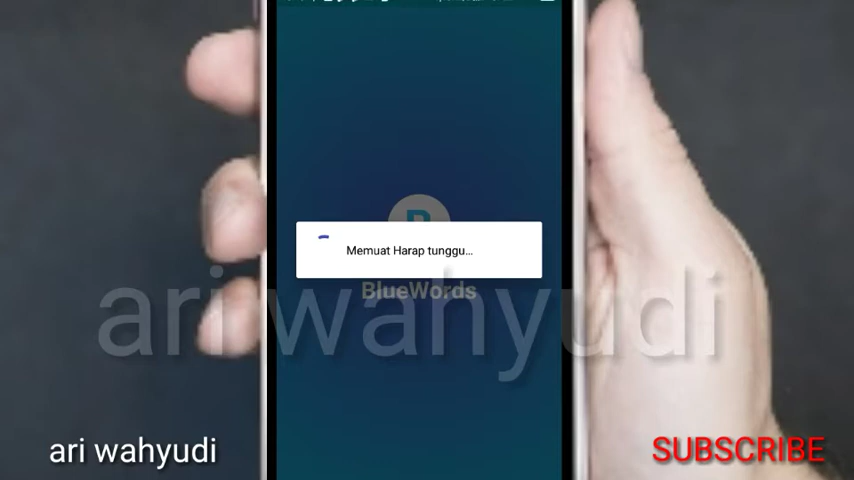 Memuat Harap tunggu...
BlueWords
ari wahyudi
ari wahyudi
SUBSCRIBE